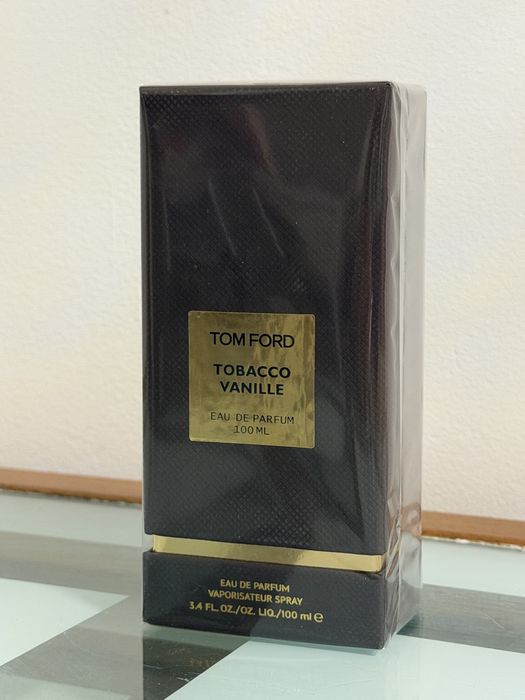 TOM FORD
TOBACCO
VANILLE
EAU DE PARFUM
100 ML
EAU DE PARFUM
VAPORISATEUR SPRAY
3.4 FL. OZ./OZ. LIQ./100 ml ℮